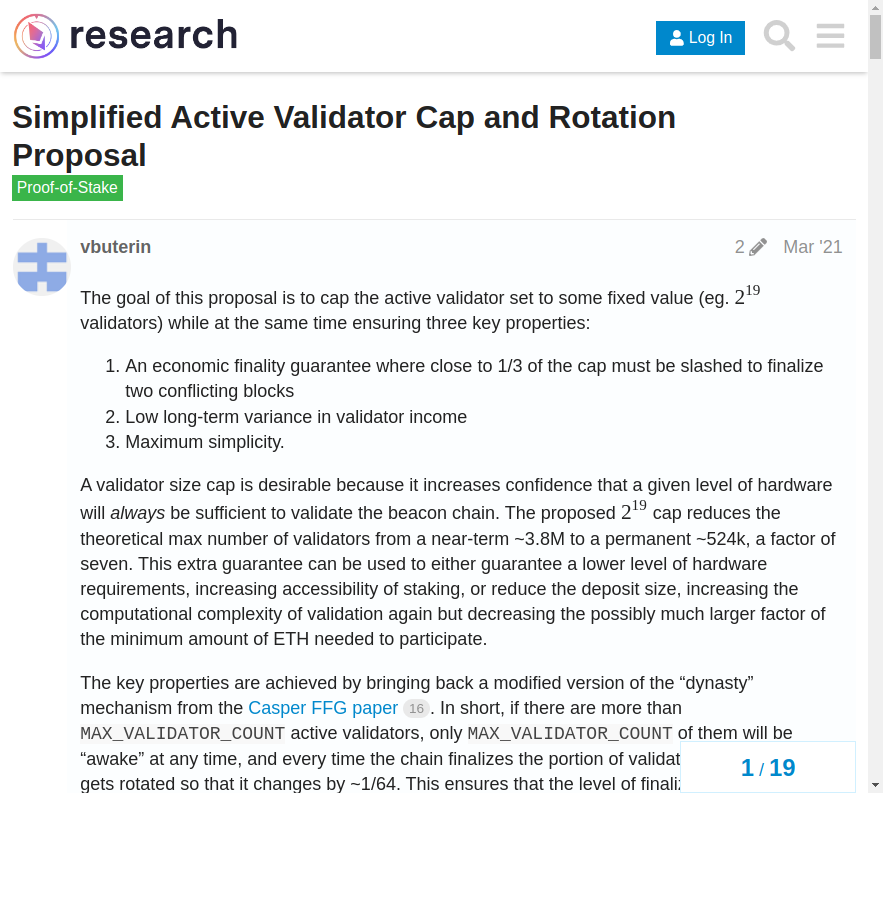 research
Log In
Simplified Active Validator Cap and Rotation
Proposal
Proof-of-Stake
vbuterin
2 Mar '21
The goal of this proposal is to cap the active validator set to some fixed value (eg. 2^19
validators) while at the same time ensuring three key properties:
1. An economic finality guarantee where close to 1/3 of the cap must be slashed to finalize
two conflicting blocks
2. Low long-term variance in validator income
3. Maximum simplicity.
A validator size cap is desirable because it increases confidence that a given level of hardware
will always be sufficient to validate the beacon chain. The proposed 2^19 cap reduces the
theoretical max number of validators from a near-term ~3.8M to a permanent ~524k, a factor of
seven. This extra guarantee can be used to either guarantee a lower level of hardware
requirements, increasing accessibility of staking, or reduce the deposit size, increasing the
computational complexity of validation again but decreasing the possibly much larger factor of
the minimum amount of ETH needed to participate.
The key properties are achieved by bringing back a modified version of the “dynasty”
mechanism from the Casper FFG paper 16. In short, if there are more than
MAX_VALIDATOR_COUNT active validators, only MAX_VALIDATOR_COUNT of them will be
“awake” at any time, and every time the chain finalizes the portion of
gets rotated so that it changes by ~1/64. This ensures that the level of
1 / 19